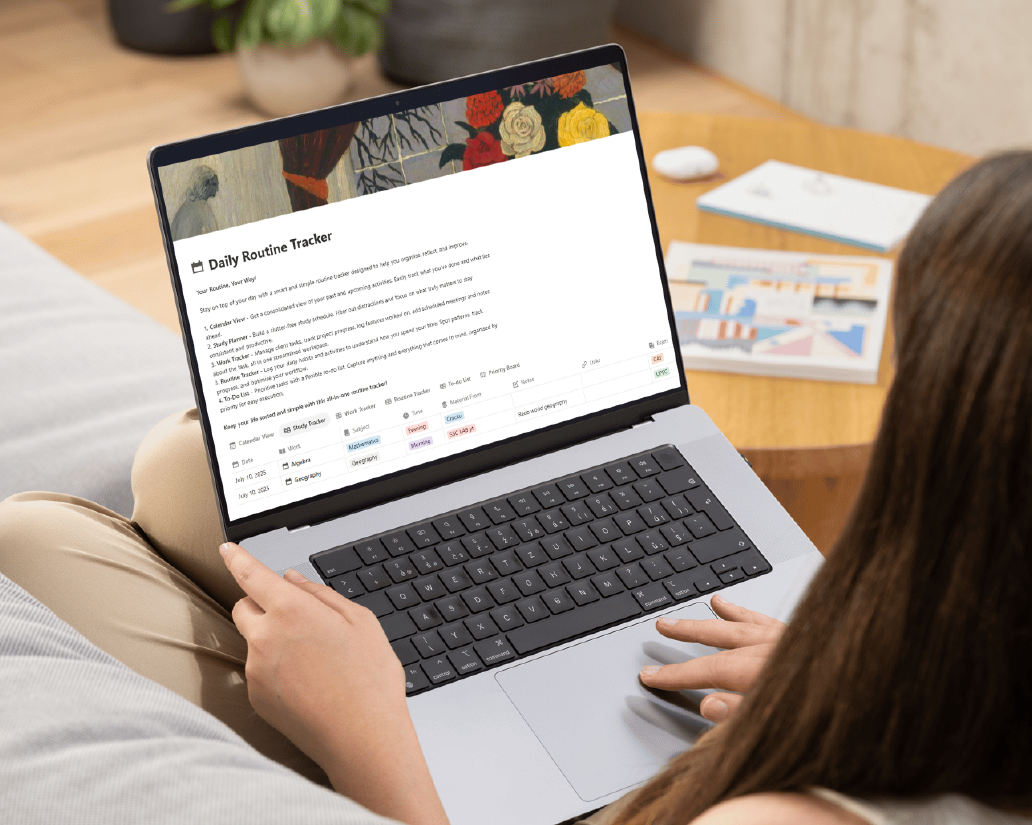 Daily Routine Tracker
Your Routine, Your Way!
Stay on top of your day with a smart and simple routine tracker designed to help you organise, reflect, and improve.
1. Calendar View - Get a consolidated view of your past and upcoming activities. Easily track what you've done and what lies
ahead.
2. Study Planner - Build a clutter-free study schedule. Filter out distractions and focus on what truly matters to stay
consistent and productive.
3. Work Tracker - Manage client tasks, track project progress, log features worked on, add scheduled meetings and notes
about the task, all in one streamlined workspace.
3. Routine Tracker - Log your daily habits and activities to understand how you spend your time. Spot patterns, track
progress, and optimise your workflow.
4. To-Do List - Prioritise tasks with a flexible to-do list. Capture anything and everything that comes to mind, organized by
priority for easy execution.
Keep your life sorted and simple with this all-in-one routine tracker!
Calendar View Study Tracker Work Tracker Routine Tracker To-do List Priority Board
Date Work Subject Time Material From Notes Links Exam
July 10, 2025 Algebra Mathematics Evening CAT
July 10, 2025 Geography Geography Morning Read world geography UPSC
Q W E R T Z U I O P
A S D F G H J K L
Y X C V B N M
control option command command option